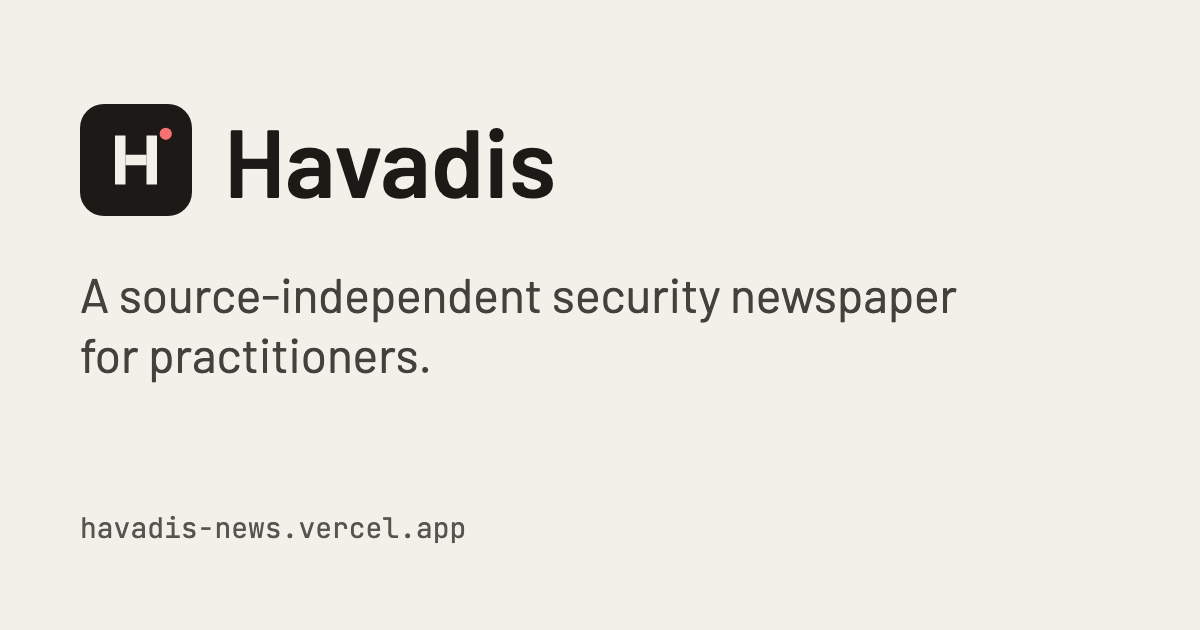 H
Havadis
A source-independent security newspaper
for practitioners.
havadis-news.vercel.app